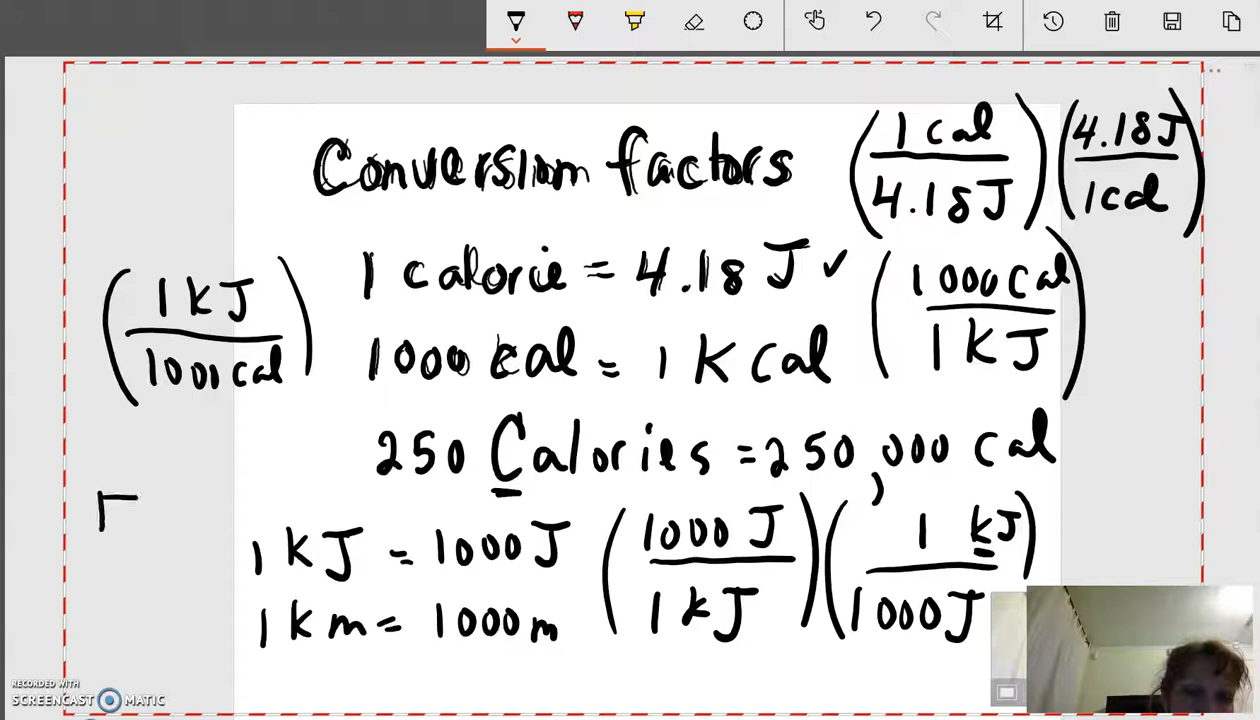 Conversion factors
(1 cal / 4.18 J) (4.18 J / 1 cal)
1 calorie = 4.18 J ✓
(1 kJ / 1000 cal)
1000 cal = 1 K cal
(1000 cal / 1 KJ)
250 Calories = 250,000 cal
1 KJ = 1000 J
(1000 J / 1 KJ) (1 kJ / 1000 J)
1 Km = 1000 m
RECORDED WITH
SCREENCAST MATIC